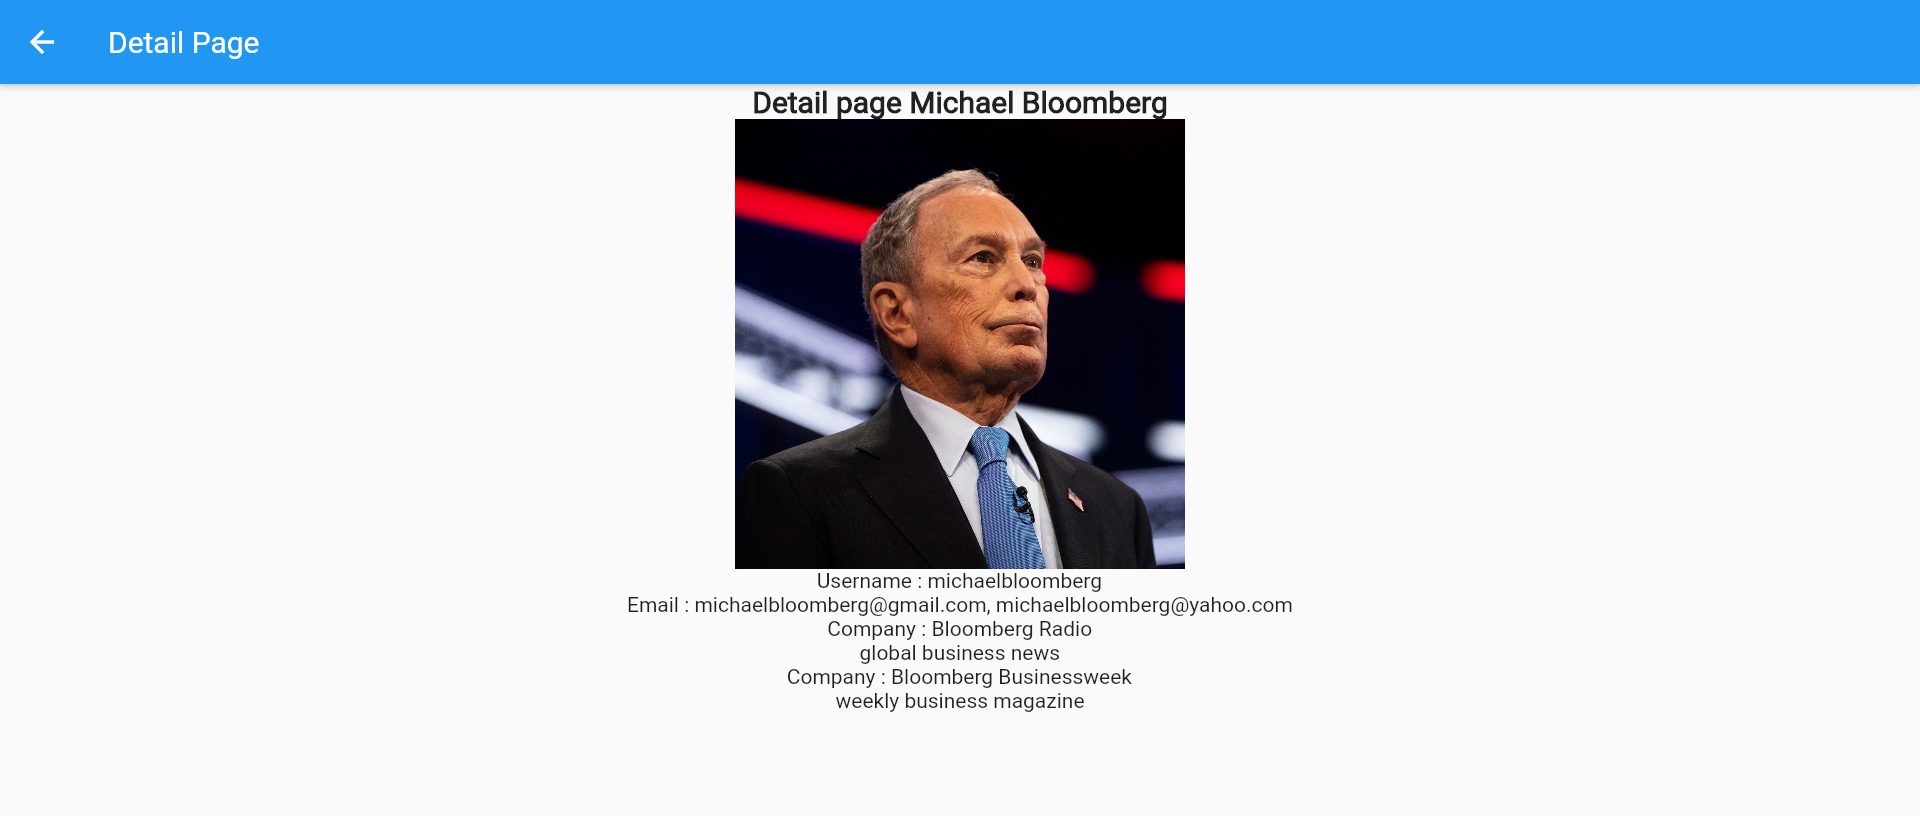 Detail Page
Detail page Michael Bloomberg
Username : michaelbloomberg
Email : michaelbloomberg@gmail.com, michaelbloomberg@yahoo.com
Company : Bloomberg Radio
global business news
Company : Bloomberg Businessweek
weekly business magazine